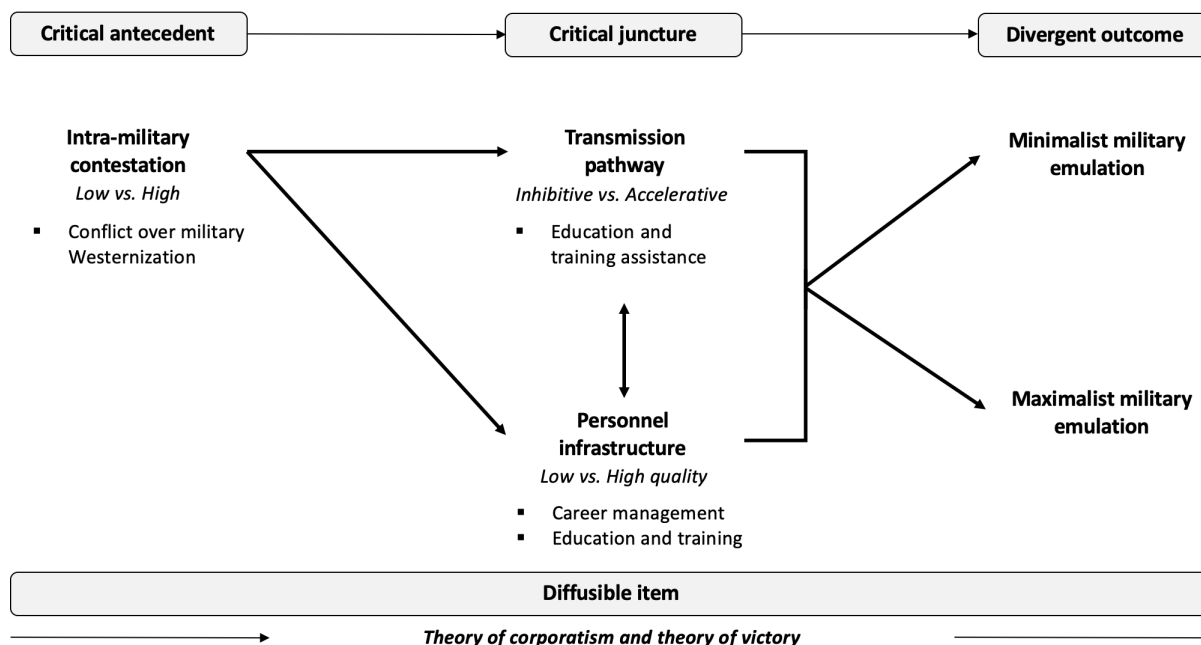 Critical antecedent
Critical juncture
Divergent outcome
Intra-military
contestation
Low vs. High
▪ Conflict over military
Westernization
Transmission
pathway
Inhibitive vs. Accelerative
▪ Education and
training assistance
Personnel
infrastructure
Low vs. High quality
▪ Career management
▪ Education and training
Minimalist military
emulation
Maximalist military
emulation
Diffusible item
Theory of corporatism and theory of victory